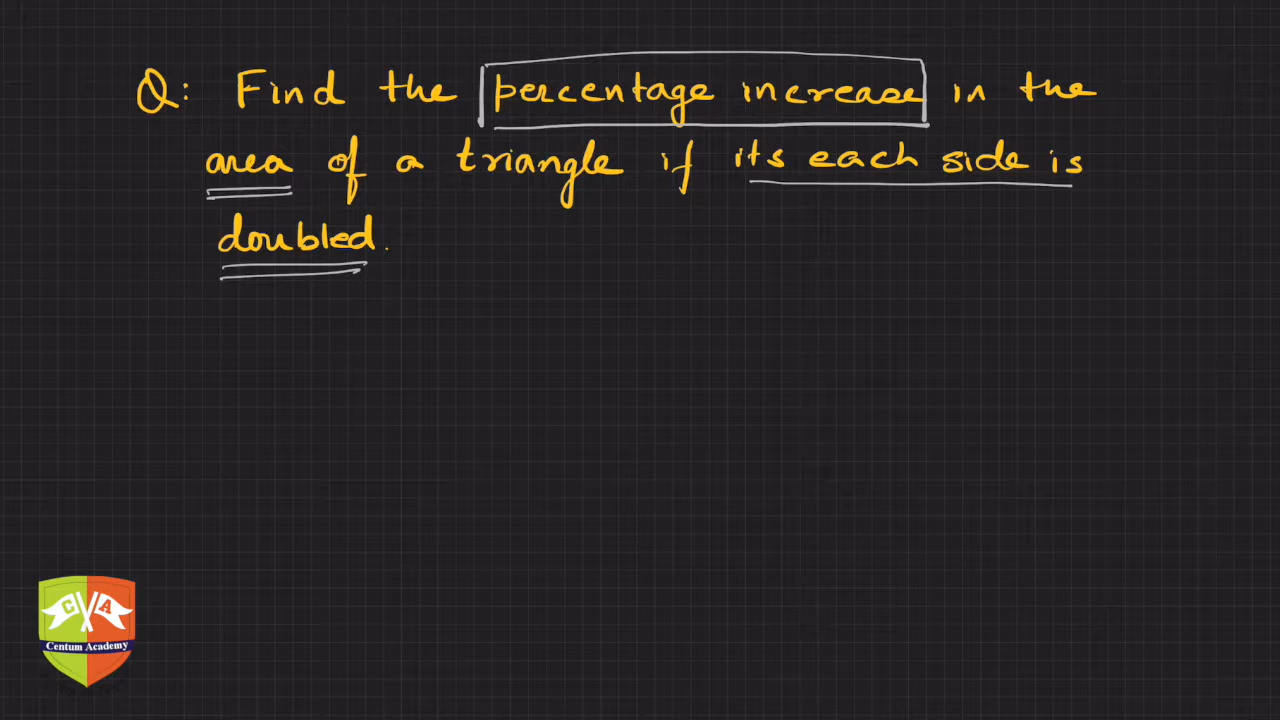 Q: Find the percentage increase in the
area of a triangle if its each side is
doubled.
C A
Centum Academy